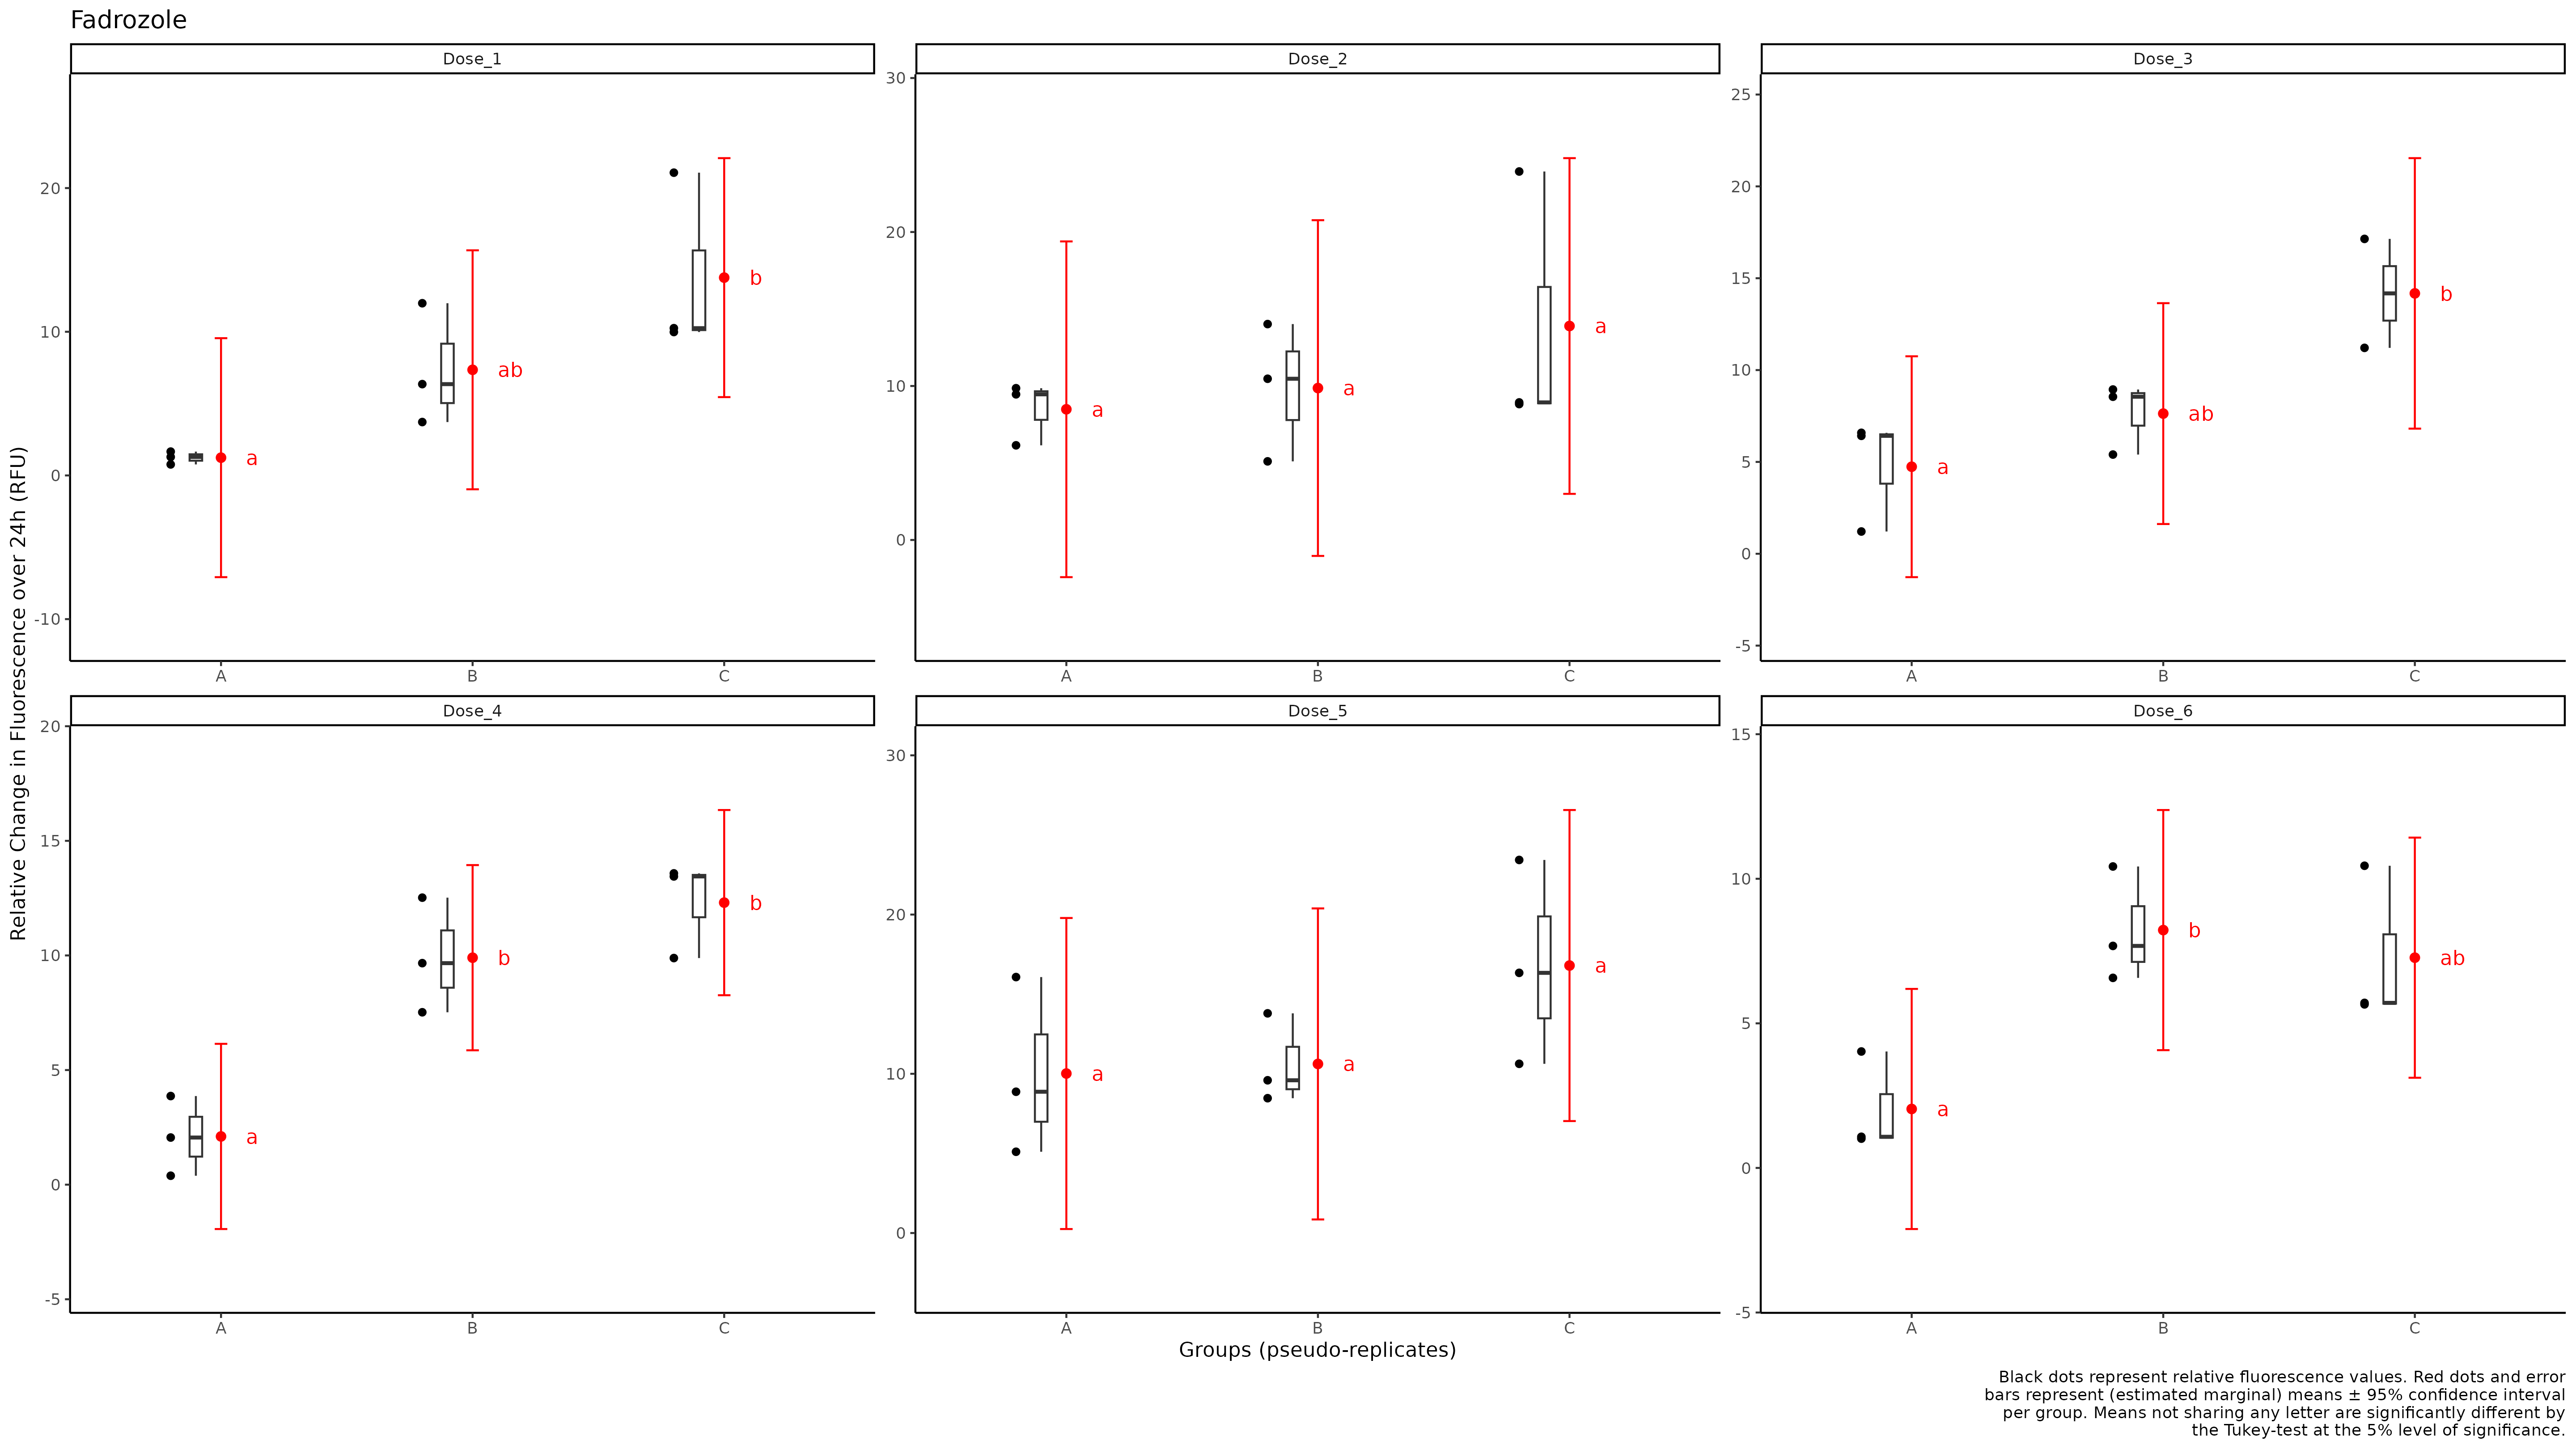 Fadrozole
Relative Change in Fluorescence over 24h (RFU)
Dose_1
20
10
0
-10
a
ab
b
A
B
C
Dose_2
30
20
10
0
a
a
a
A
B
C
Dose_3
25
20
15
10
5
0
-5
a
ab
b
A
B
C
Dose_4
20
15
10
5
0
-5
a
b
b
A
B
C
Dose_5
30
20
10
0
a
a
a
A
B
C
Dose_6
15
10
5
0
-5
a
b
ab
A
B
C
Groups (pseudo-replicates)
Black dots represent relative fluorescence values. Red dots and error
bars represent (estimated marginal) means ± 95% confidence interval
per group. Means not sharing any letter are significantly different by
the Tukey-test at the 5% level of significance.